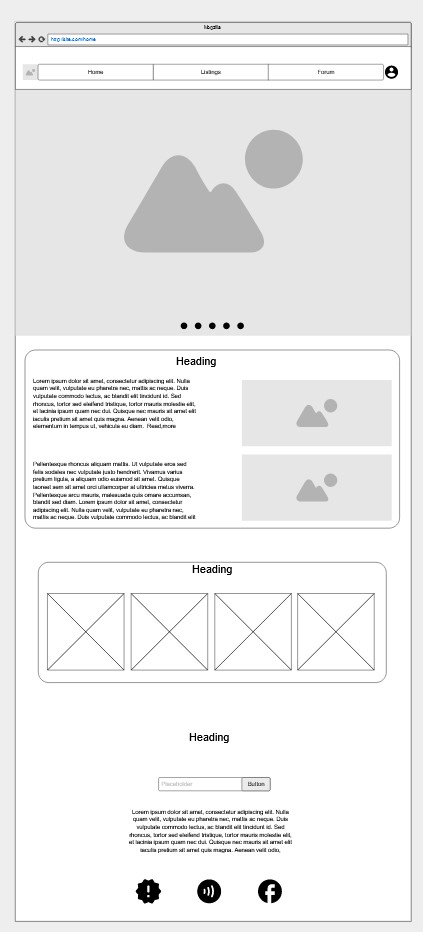 Mozilla
http://site.com/home
Home
Listings
Forum
Heading
Lorem ipsum dolor sit amet, consectetur adipiscing elit. Nulla
quam velit, vulputate eu pharetra nec, mattis ac neque. Duis
vulputate commodo lectus, ac blandit elit tincidunt id. Sed
rhoncus, tortor sed eleifend tristique, tortor mauris molestie elit,
et lacinia ipsum quam nec dui. Quisque nec mauris sit amet elit
iaculis pretium sit amet quis magna. Aenean velit odio,
elementum in tempus ut, vehicula eu diam. Read,more
Pellentesque rhoncus aliquam mattis. Ut vulputate eros sed
felis sodales nec vulputate justo hendrerit. Vivamus varius
pretium ligula, a aliquam odio euismod sit amet. Quisque
laoreet sem sit amet orci ullamcorper at ultricies metus viverra.
Pellentesque arcu mauris, malesuada quis ornare accumsan,
blandit sed diam. Lorem ipsum dolor sit amet, consectetur
adipiscing elit. Nulla quam velit, vulputate eu pharetra nec,
mattis ac neque. Duis vulputate commodo lectus, ac blandit elit
Heading
Heading
Placeholder
Button
Lorem ipsum dolor sit amet, consectetur adipiscing elit. Nulla
quam velit, vulputate eu pharetra nec, mattis ac neque. Duis
vulputate commodo lectus, ac blandit elit tincidunt id. Sed
rhoncus, tortor sed eleifend tristique, tortor mauris molestie elit,
et lacinia ipsum quam nec dui. Quisque nec mauris sit amet elit
iaculis pretium sit amet quis magna. Aenean velit odio,